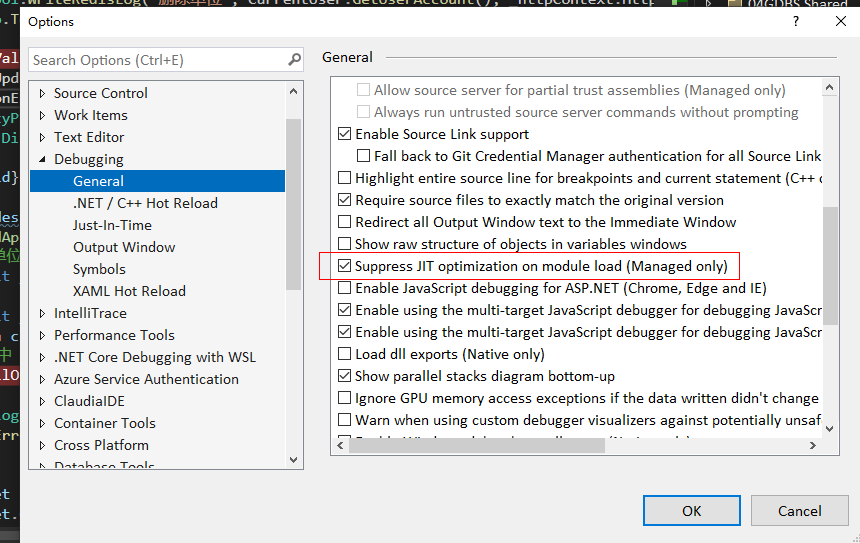 Options
?
Search Options (Ctrl+E)
Source Control
Work Items
Text Editor
Debugging
General
.NET / C++ Hot Reload
Just-In-Time
Output Window
Symbols
XAML Hot Reload
IntelliTrace
Performance Tools
.NET Core Debugging with WSL
Azure Service Authentication
ClaudiaIDE
Container Tools
Cross Platform
Database Tools
General
Allow source server for partial trust assemblies (Managed only)
Always run untrusted source server commands without prompting
Enable Source Link support
Fall back to Git Credential Manager authentication for all Source Link
Highlight entire source line for breakpoints and current statement (C++ o
Require source files to exactly match the original version
Redirect all Output Window text to the Immediate Window
Show raw structure of objects in variables windows
Suppress JIT optimization on module load (Managed only)
Enable JavaScript debugging for ASP.NET (Chrome, Edge and IE)
Enable using the multi-target JavaScript debugger for debugging JavaScr
Enable using the multi-target JavaScript debugger for debugging JavaScr
Load dll exports (Native only)
Show parallel stacks diagram bottom-up
Ignore GPU memory access exceptions if the data written didn't change
Warn when using custom debugger visualizers against potentially unsaf
OK
Cancel